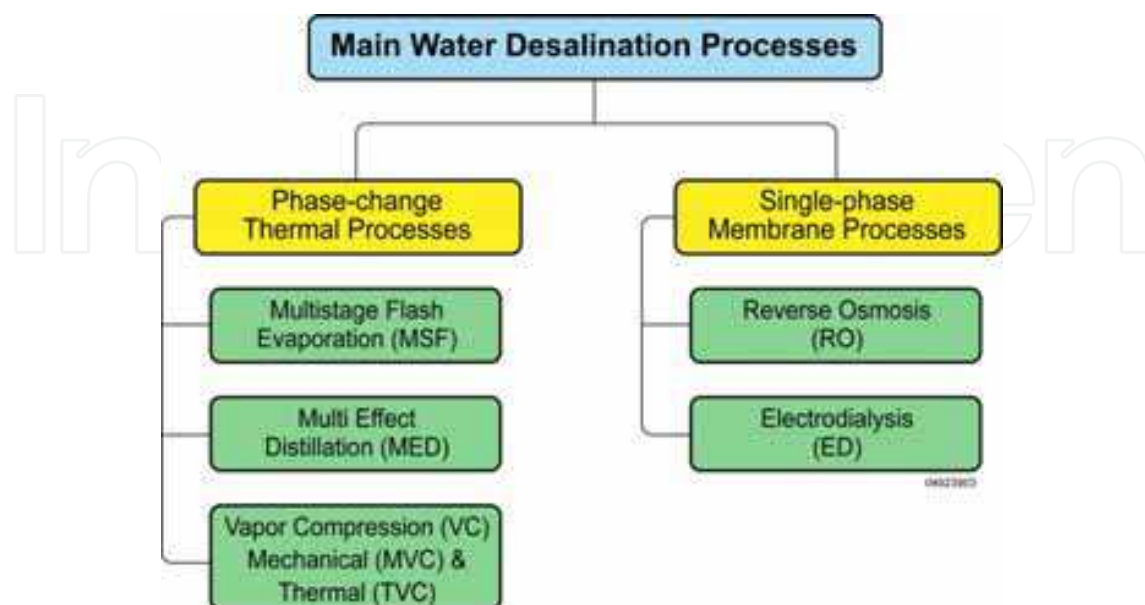 Main Water Desalination Processes
Phase-change
Thermal Processes
Multistage Flash
Evaporation (MSF)
Multi Effect
Distillation (MED)
Vapor Compression (VC)
Mechanical (MVC) &
Thermal (TVC)
Single-phase
Membrane Processes
Reverse Osmosis
(RO)
Electrodialysis
(ED)